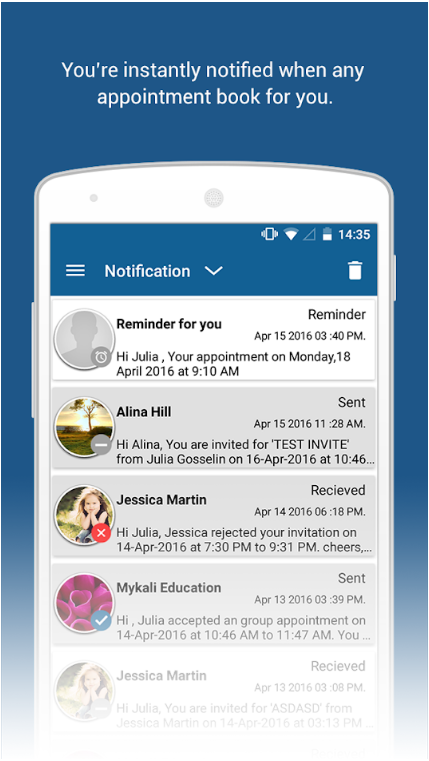 You're instantly notified when any
appointment book for you.
14:35
Notification
Reminder
Reminder for you
Apr 15 2016 03 :40 PM.
Hi Julia , Your appointment on Monday,18
April 2016 at 9:10 AM
Sent
Alina Hill
Apr 15 2016 11 :28 AM.
Hi Alina, You are invited for 'TEST INVITE'
from Julia Gosselin on 16-Apr-2016 at 10:46...
Recieved
Jessica Martin
Apr 14 2016 06 :18 PM.
Hi Julia, Jessica rejected your invitation on
14-Apr-2016 at 7:30 PM to 9:31 PM. cheers,...
Sent
Mykali Education
Apr 13 2016 03 :39 PM.
Hi , Julia accepted an group appointment on
14-Apr-2016 at 10:46 AM to 11:47 AM. You ...
Recieved
Jessica Martin
Apr 13 2016 03 :08 PM.
Hi Julia, You are invited for 'ASDASD' from
Jessica Martin on 14-Apr-2016 at 03:13 PM ...